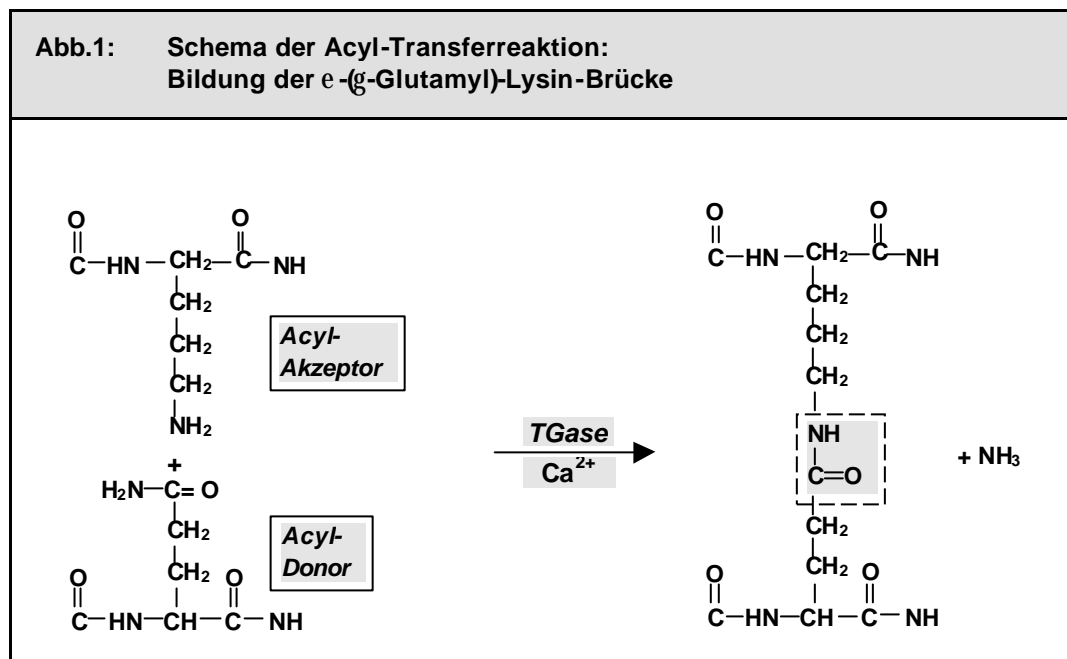 Abb.1: Schema der Acyl-Transferreaktion:
Bildung der e-(g-Glutamyl)-Lysin-Brücke
O O
C–HN–CH₂–C–NH
CH₂
CH₂
CH₂
NH₂
Acyl-
Akzeptor
+
H₂N–C=O
CH₂
CH₂
O O
C–HN–CH–C–NH
Acyl-
Donor
TGase
Ca²⁺
O O
C–HN–CH₂–C–NH
CH₂
CH₂
CH₂
NH
C=O
CH₂
CH₂
O O
C–HN–CH–C–NH
+ NH₃